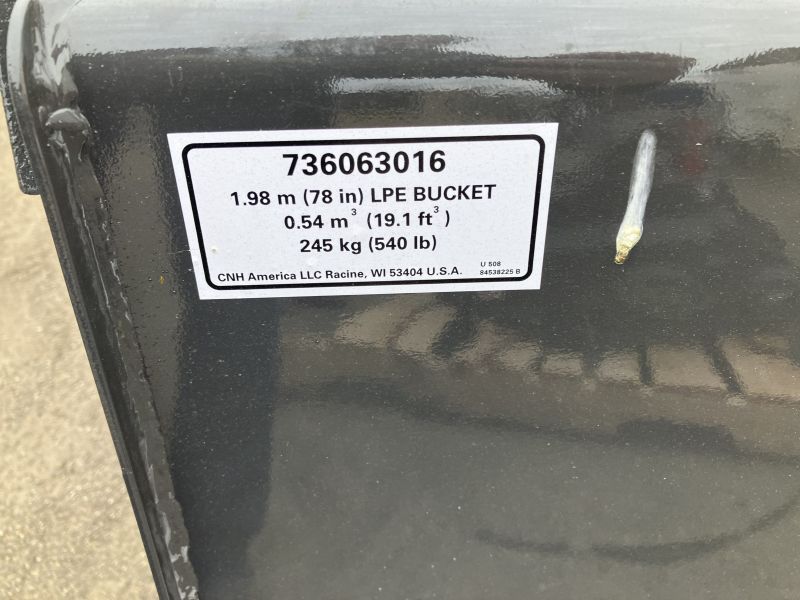 736063016
1.98 m (78 in) LPE BUCKET
0.54 m³ (19.1 ft³)
245 kg (540 lb)
CNH America LLC Racine, WI 53404 U.S.A.
U 508
84538225 B